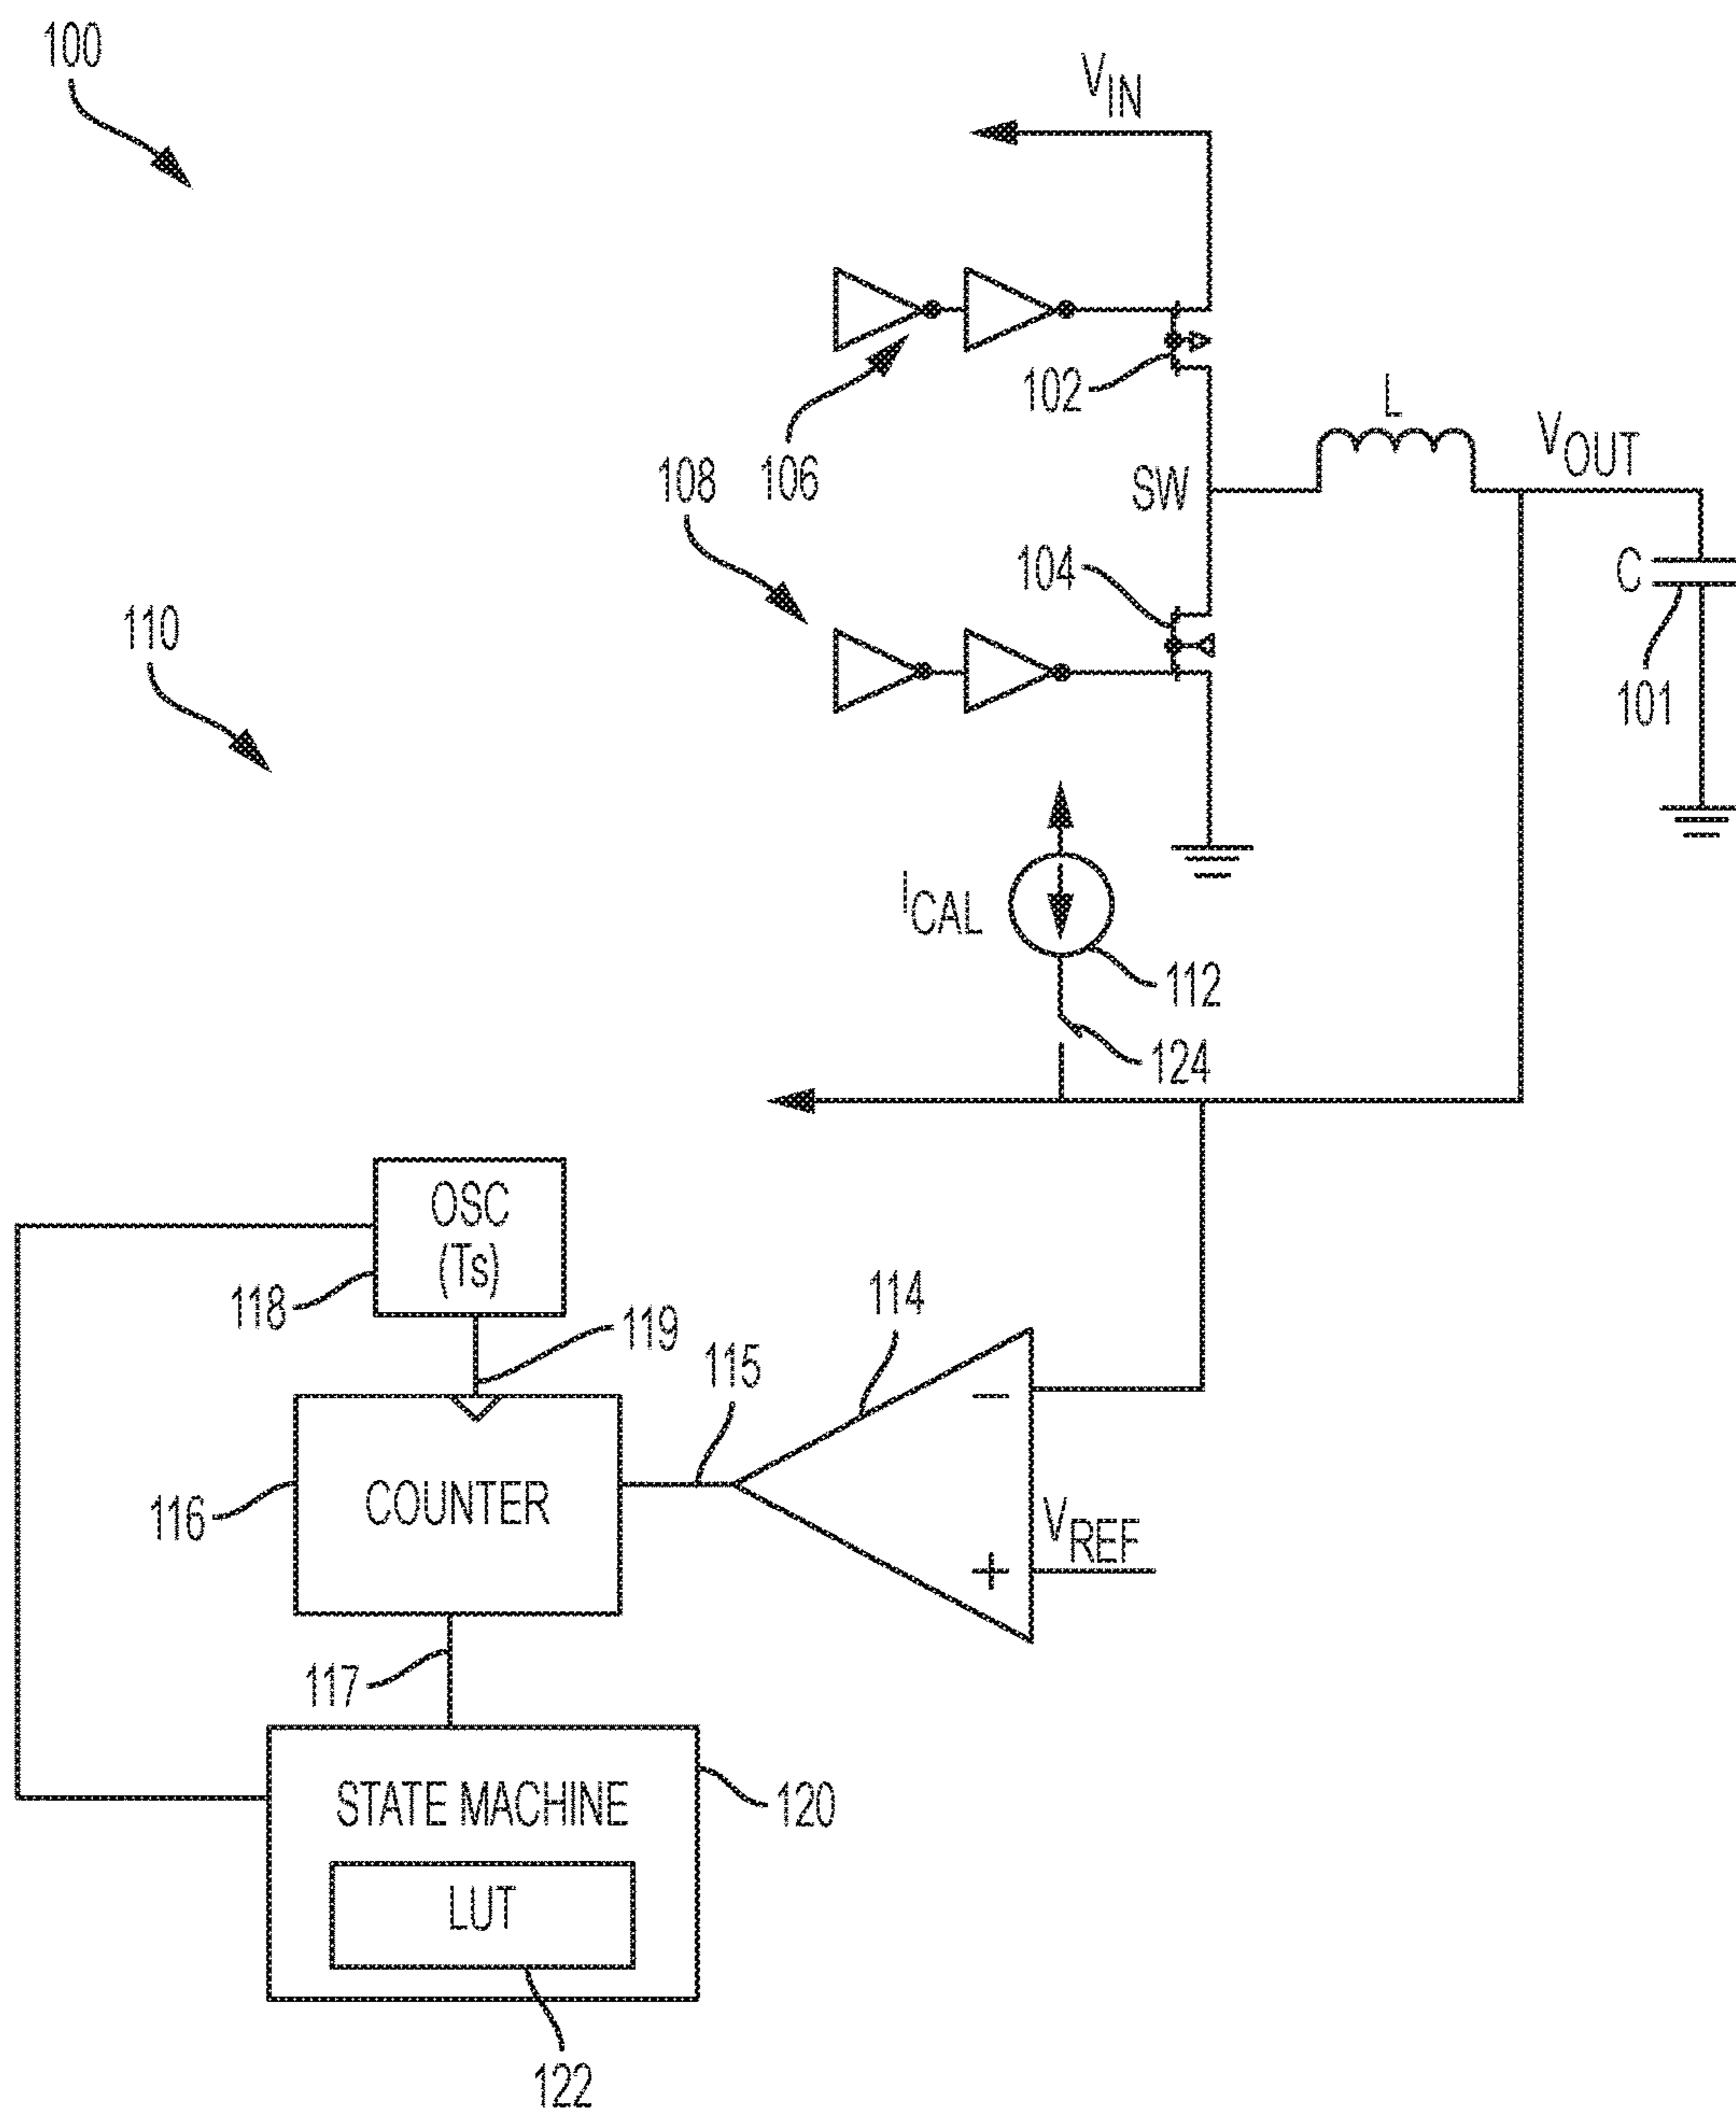 100
VIN
102
106
108
SW
L
VOUT
104
C
101
110
ICAL
112
124
OSC
(Ts)
118
119
114
115
116
COUNTER
−
VREF
+
117
STATE MACHINE
120
LUT
122